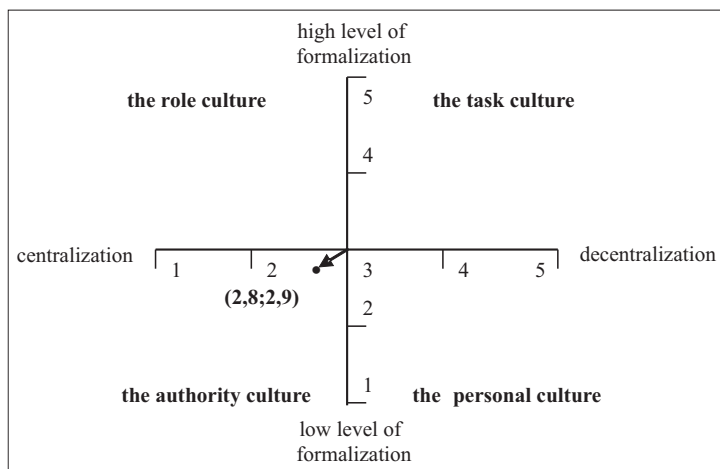 high level of
formalization
the role culture
the task culture
5
4
centralization
decentralization
1
2
3
4
5
(2,8;2,9)
2
the authority culture
1
the personal culture
low level of
formalization